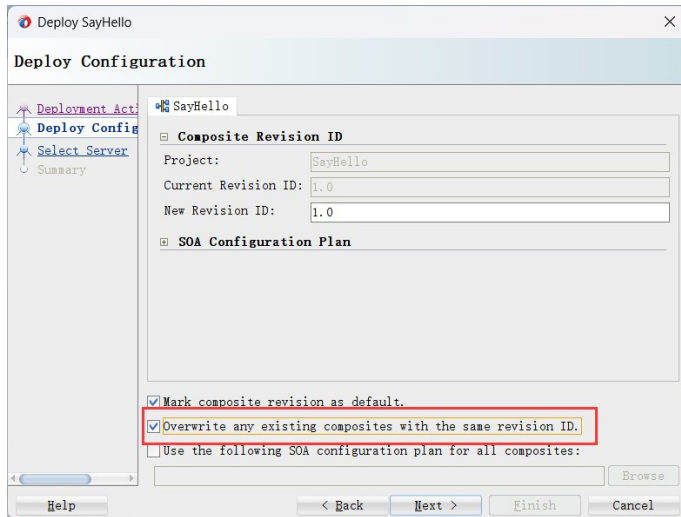 Deploy SayHello
Deploy Configuration
Deployment Acti
Deploy Config
Select Server
Summary
SayHello
Composite Revision ID
Project:
SayHello
Current Revision ID:
1.0
New Revision ID:
1.0
SOA Configuration Plan
Mark composite revision as default.
Overwrite any existing composites with the same revision ID.
Use the following SOA configuration plan for all composites:
Browse
Help
< Back
Next >
Finish
Cancel